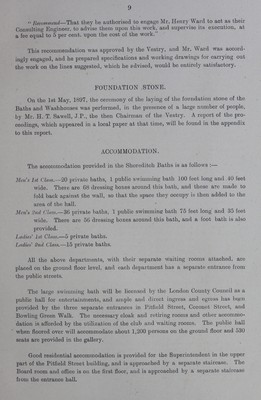 9
"Recommend—That they be authorised to engage Mr. Henry Ward to act as their
Consulting Engineer, to advise them upon this work, and supervise its execution, at
a fee equal to 5 per cent. upon the cost of the work."
This recommendation was approved by the Vestry, and Mr. Ward was accord-
ingly engaged, and he prepared specifications and working drawings for carrying out
the work on the lines suggested, which he advised, would be entirely satisfactory.
FOUNDATION STONE.
On the 1st May, 1897, the ceremony of the laying of the foundation stone of the
Baths and Washhouses was performed, in the presence of a large number of people,
by Mr. H. T. Sawell, J.P., the then Chairman of the Vestry. A report of the pro-
ceedings, which appeared in a local paper at that time, will be found in the appendix
to this report.
ACCOMMODATION.
The accommodation provided in the Shoreditch Baths is as follows :—
Men's 1st Class.—20 private baths, 1 public swimming bath 100 feet long and 40 feet
wide. There are 68 dressing boxes around this bath, and these are made to
fold back against the wall, so that the space they occupy is then added to the
area of the hall.
Men's 2nd Class.—36 private baths, 1 public swimming bath 75 feet long and 35 feet
wide. There are 56 dressing boxes around this bath, and a foot bath is also
provided.
Ladies' 1st Class.—5 private baths.
Ladies' 2nd Class.—15 private baths.
All the above departments, with their separate waiting rooms attached, are
placed on the ground floor level, and each department has a separate entrance from
the public streets.
The large swimming bath will be licensed by the London County Council as a
public hall for entertainments, and ample and direct ingress and egress has been
provided by the three separate entrances in Pitfield Street, Coronet Street, and
Bowling Green Walk. The necessary cloak and retiring rooms and other accommo-
dation is afforded by the utilization of the club and waiting rooms. The public hall
when floored over will accommodate about 1,200 persons on the ground floor and 350
seats are provided in the gallery.
Good residential accommodation is provided for the Superintendent in the upper
part of the Pitfield Street building, and is approached by a separate staircase. The
Board room and office is on the first floor, and is approached by a separate staircase
from the entrance hall.